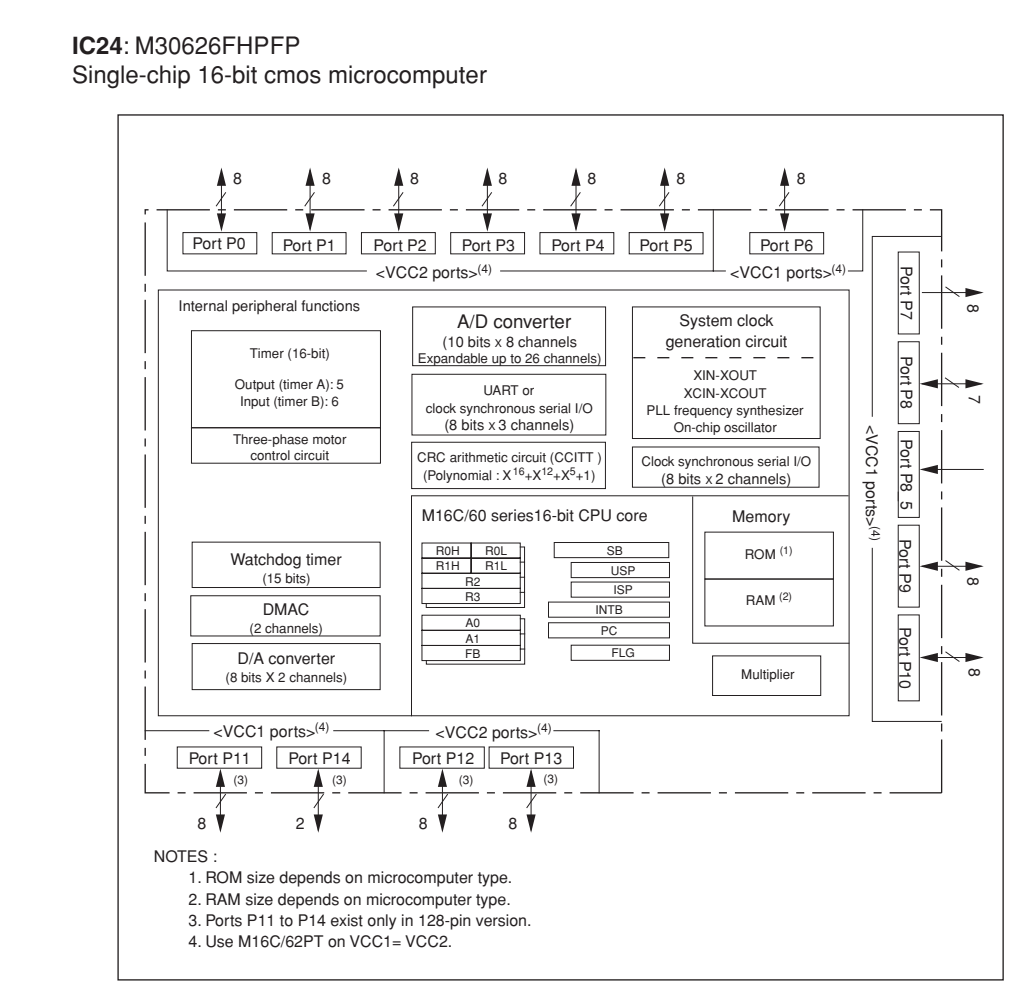 IC24: M30626FHPFP
Single-chip 16-bit cmos microcomputer
8 8 8 8 8 8 8
Port P0 Port P1 Port P2 Port P3 Port P4 Port P5 Port P6
<VCC2 ports>(4) <VCC1 ports>(4)
Internal peripheral functions
Timer (16-bit)
Output (timer A): 5
Input (timer B): 6
Three-phase motor
control circuit
A/D converter
(10 bits x 8 channels
Expandable up to 26 channels)
UART or
clock synchronous serial I/O
(8 bits x 3 channels)
CRC arithmetic circuit (CCITT )
(Polynomial : X16+X12+X5+1)
System clock
generation circuit
XIN-XOUT
XCIN-XCOUT
PLL frequency synthesizer
On-chip oscillator
Clock synchronous serial I/O
(8 bits x 2 channels)
Watchdog timer
(15 bits)
DMAC
(2 channels)
D/A converter
(8 bits X 2 channels)
M16C/60 series16-bit CPU core
R0H R0L
R1H R1L
R2
R3
A0
A1
FB
SB
USP
ISP
INTB
PC
FLG
Memory
ROM (1)
RAM (2)
Multiplier
<VCC1 ports>(4)
Port P7
8
Port P8
7
Port P8_5
Port P9
8
Port P10
8
<VCC1 ports>(4) <VCC2 ports>(4)
Port P11 Port P14 Port P12 Port P13
(3) (3) (3) (3)
8 2 8 8
NOTES :
1. ROM size depends on microcomputer type.
2. RAM size depends on microcomputer type.
3. Ports P11 to P14 exist only in 128-pin version.
4. Use M16C/62PT on VCC1= VCC2.